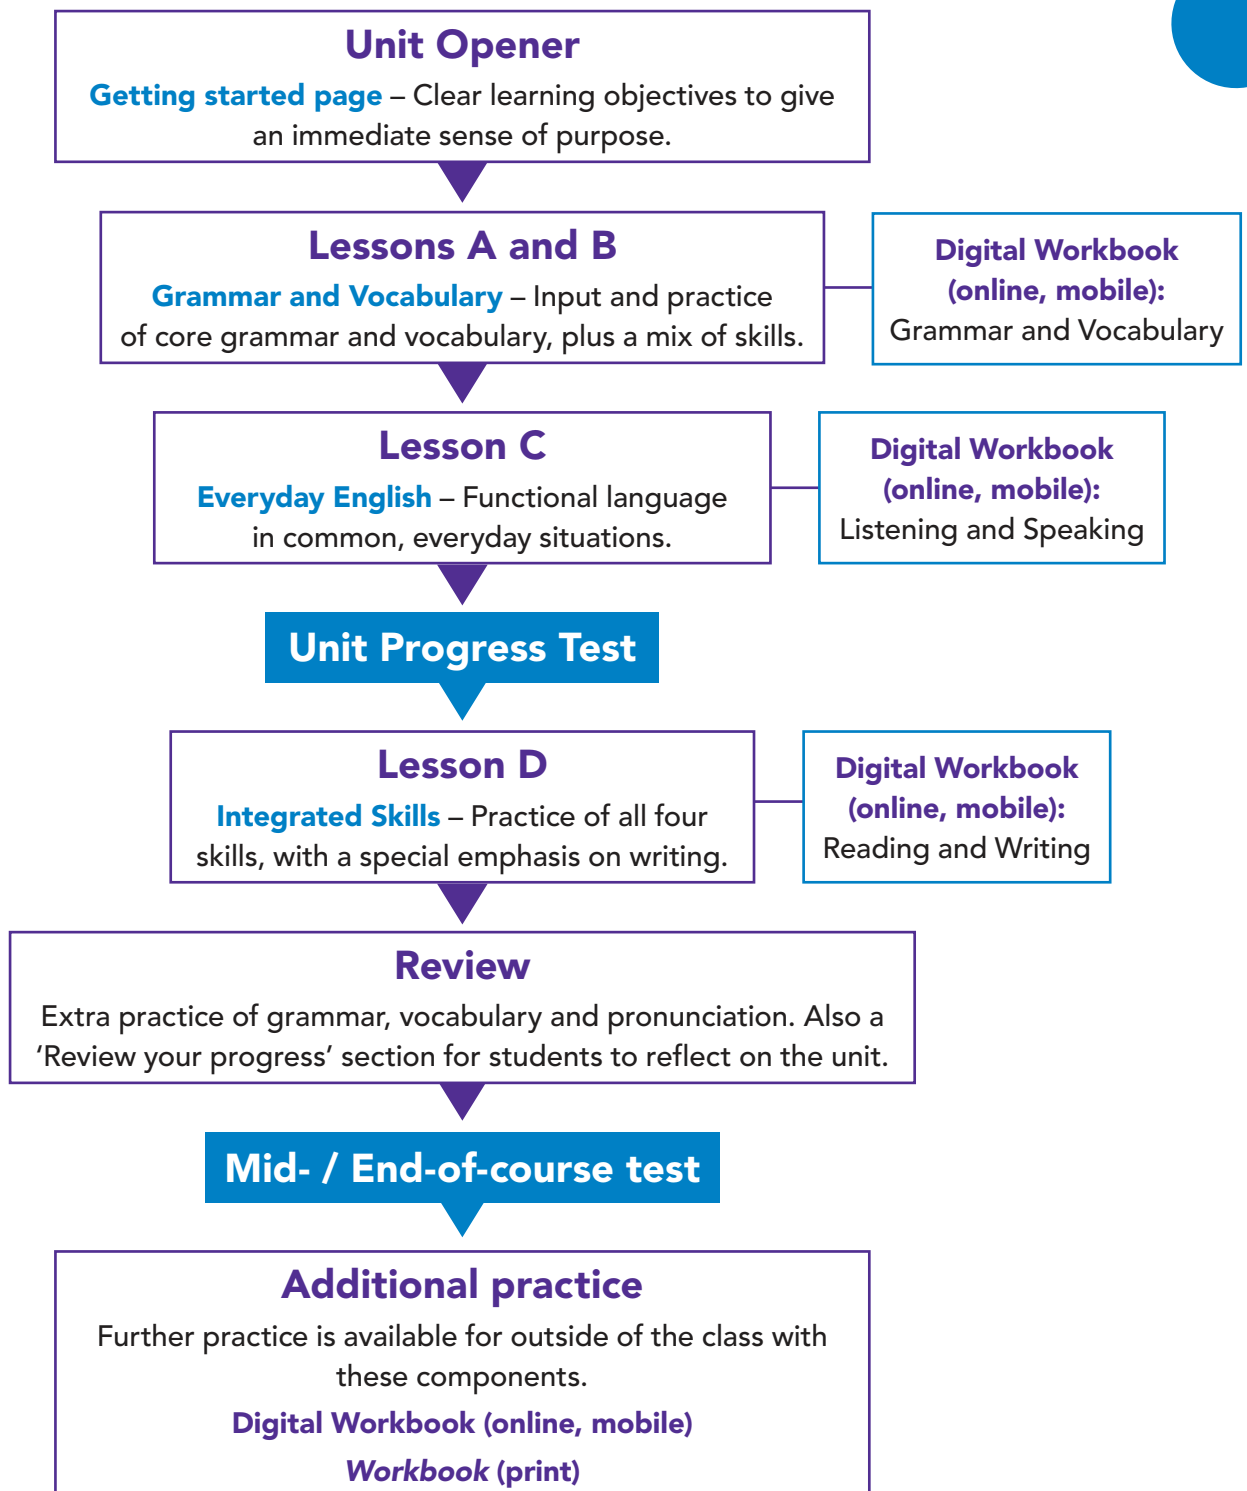 Unit Opener
Getting started page – Clear learning objectives to give
an immediate sense of purpose.
Lessons A and B
Grammar and Vocabulary – Input and practice
of core grammar and vocabulary, plus a mix of skills.
Digital Workbook
(online, mobile):
Grammar and Vocabulary
Lesson C
Everyday English – Functional language
in common, everyday situations.
Digital Workbook
(online, mobile):
Listening and Speaking
Unit Progress Test
Lesson D
Integrated Skills – Practice of all four
skills, with a special emphasis on writing.
Digital Workbook
(online, mobile):
Reading and Writing
Review
Extra practice of grammar, vocabulary and pronunciation. Also a
‘Review your progress’ section for students to reflect on the unit.
Mid- / End-of-course test
Additional practice
Further practice is available for outside of the class with
these components.
Digital Workbook (online, mobile)
Workbook (print)